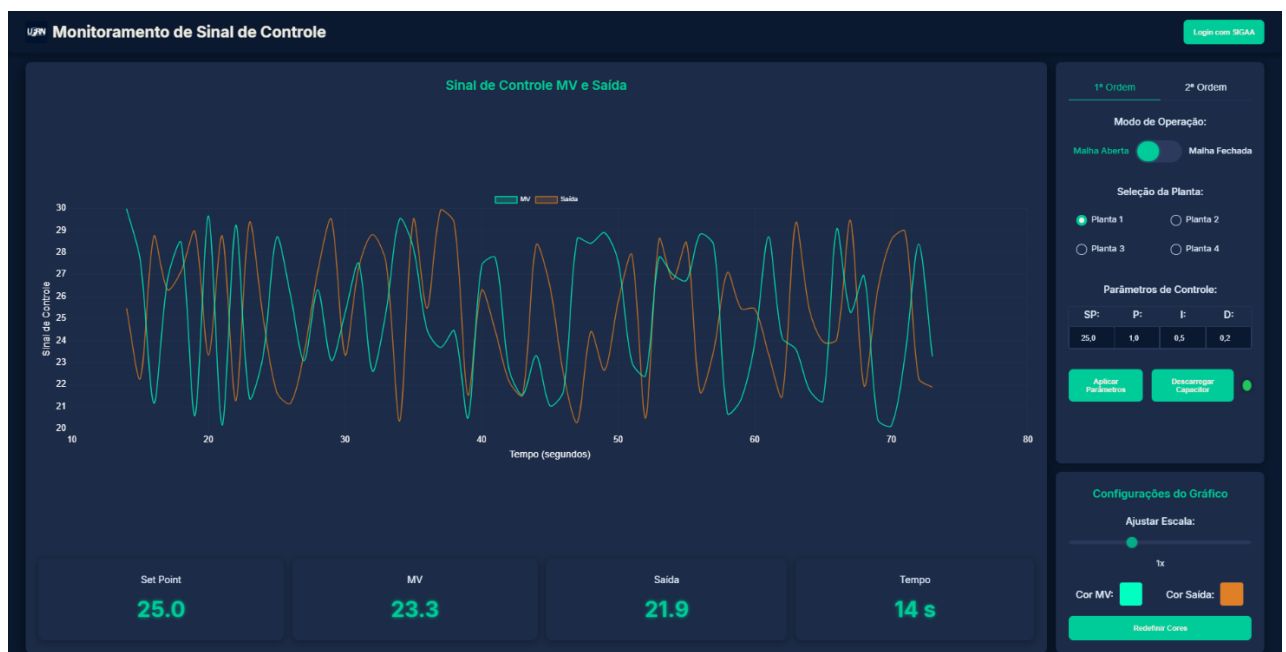 UFRN Monitoramento de Sinal de Controle
Login com SIGAA
Sinal de Controle MV e Saída
MV Saída
30
29
28
27
26
25
24
23
22
21
20
Sinal de Controle
10 20 30 40 50 60 70 80
Tempo (segundos)
Set Point
25.0
MV
23.3
Saída
21.9
Tempo
14 s
1ª Ordem 2ª Ordem
Modo de Operação:
Malha Aberta Malha Fechada
Seleção da Planta:
Planta 1 Planta 2
Planta 3 Planta 4
Parâmetros de Controle:
SP: P: I: D:
25,0 1,0 0,5 0,2
Aplicar
Parâmetros
Descarregar
Capacitor
Configurações do Gráfico
Ajustar Escala:
1x
Cor MV: Cor Saída:
Redefinir Cores